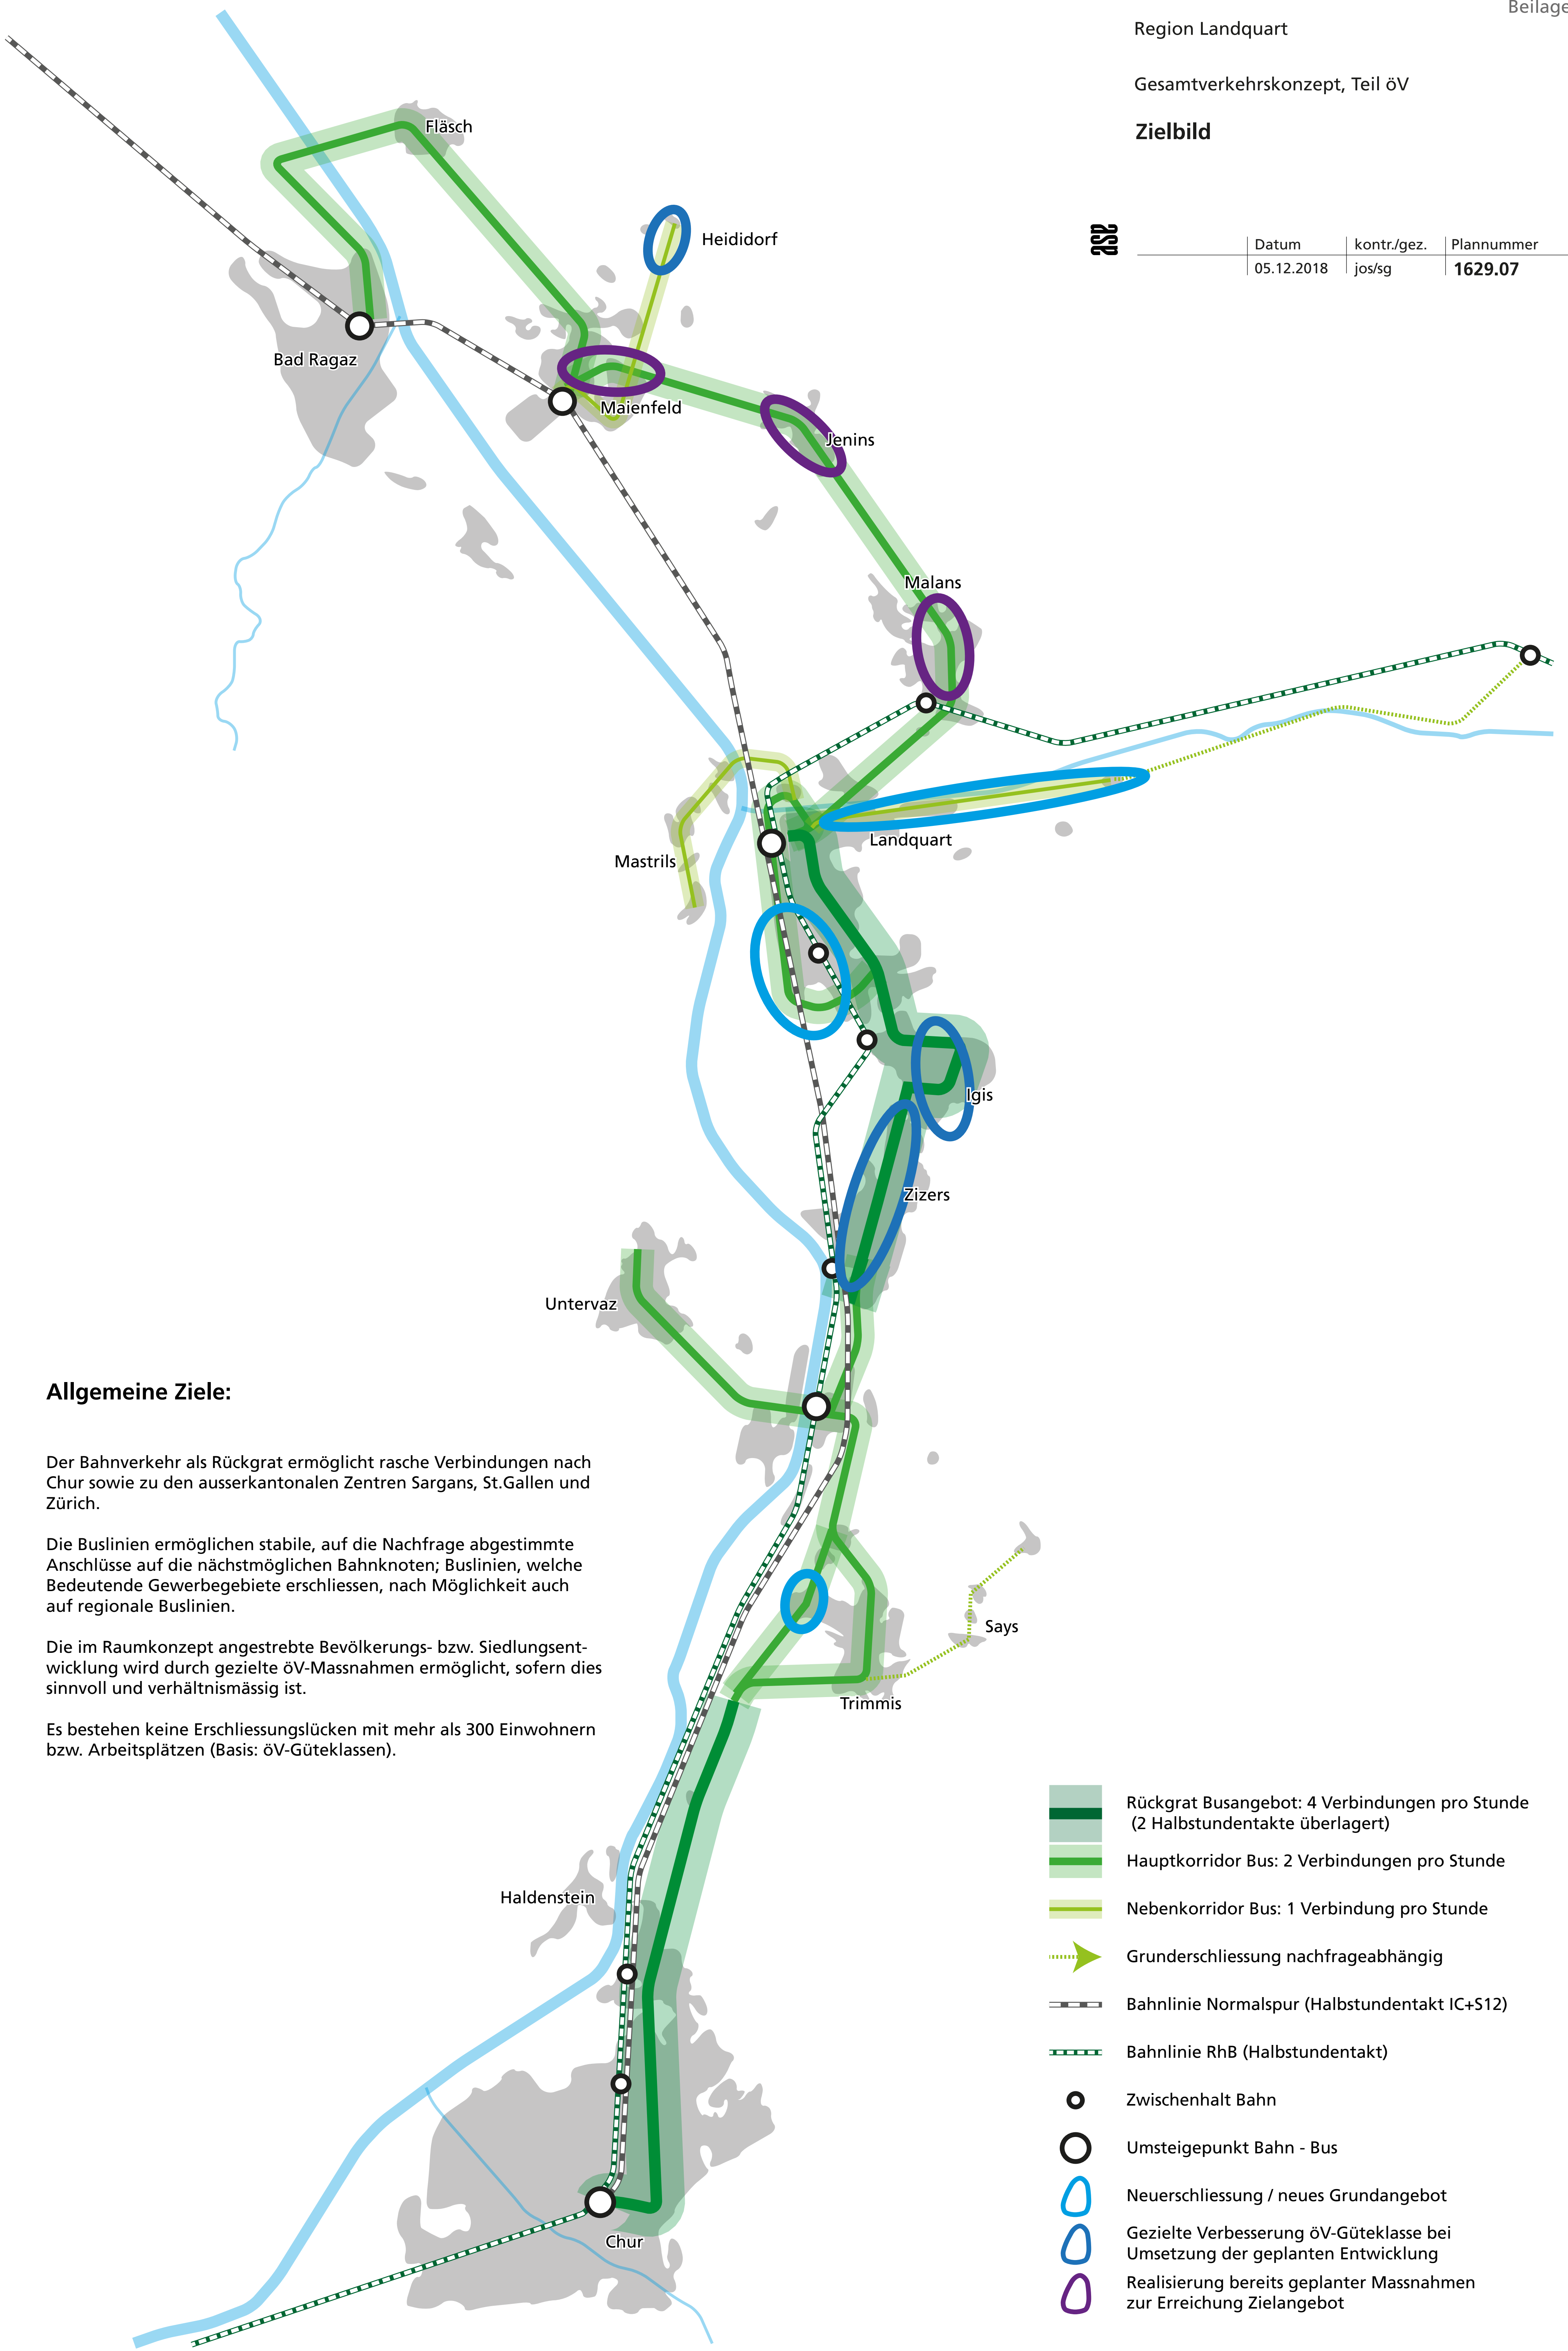 Beilage
Region Landquart
Gesamtverkehrskonzept, Teil öV
Zielbild
asa
Datum
kontr./gez.
Plannummer
05.12.2018
jos/sg
1629.07
Fläsch
Heididorf
Bad Ragaz
Maienfeld
Jenins
Malans
Landquart
Mastrils
Igis
Zizers
Untervaz
Allgemeine Ziele:
Der Bahnverkehr als Rückgrat ermöglicht rasche Verbindungen nach
Chur sowie zu den ausserkantonalen Zentren Sargans, St.Gallen und
Zürich.
Die Buslinien ermöglichen stabile, auf die Nachfrage abgestimmte
Anschlüsse auf die nächstmöglichen Bahnknoten; Buslinien, welche
Bedeutende Gewerbegebiete erschliessen, nach Möglichkeit auch
auf regionale Buslinien.
Die im Raumkonzept angestrebte Bevölkerungs- bzw. Siedlungsent-
wicklung wird durch gezielte öV-Massnahmen ermöglicht, sofern dies
sinnvoll und verhältnismässig ist.
Es bestehen keine Erschliessungslücken mit mehr als 300 Einwohnern
bzw. Arbeitsplätzen (Basis: öV-Güteklassen).
Says
Trimmis
Haldenstein
Chur
Rückgrat Busangebot: 4 Verbindungen pro Stunde
(2 Halbstundentakte überlagert)
Hauptkorridor Bus: 2 Verbindungen pro Stunde
Nebenkorridor Bus: 1 Verbindung pro Stunde
Grunderschliessung nachfrageabhängig
Bahnlinie Normalspur (Halbstundentakt IC+S12)
Bahnlinie RhB (Halbstundentakt)
Zwischenhalt Bahn
Umsteigepunkt Bahn - Bus
Neuerschliessung / neues Grundangebot
Gezielte Verbesserung öV-Güteklasse bei
Umsetzung der geplanten Entwicklung
Realisierung bereits geplanter Massnahmen
zur Erreichung Zielangebot